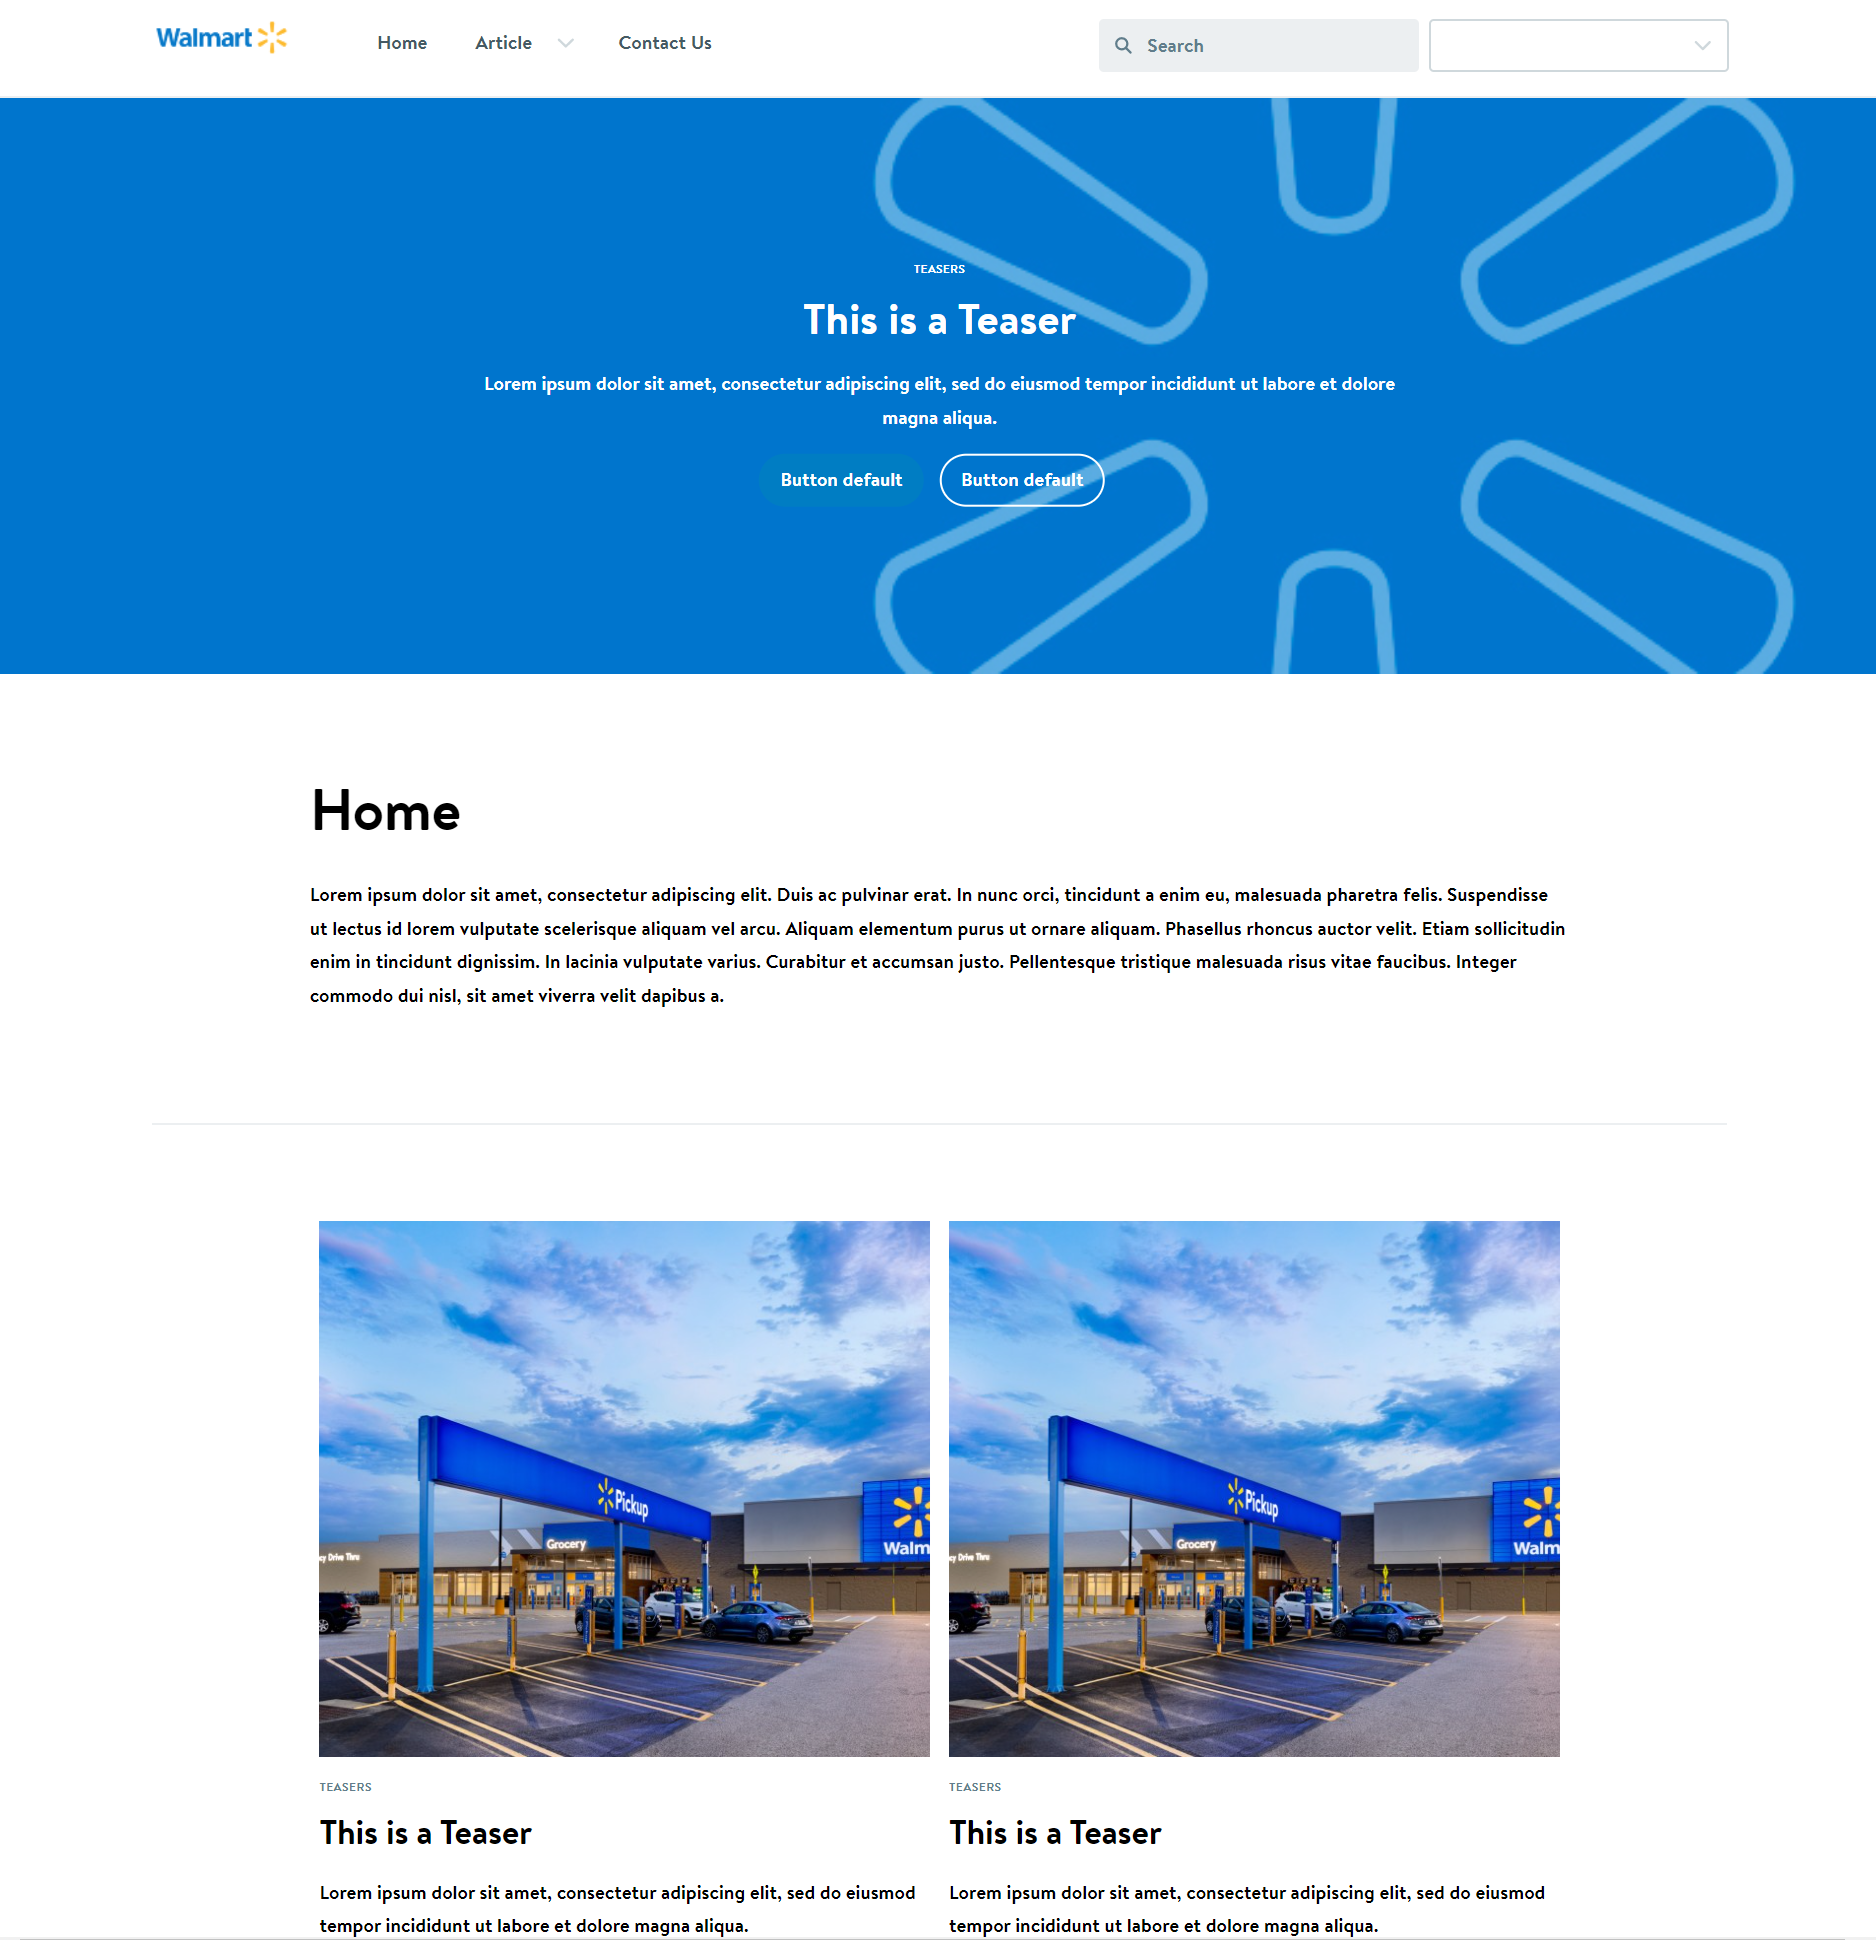 Walmart
Home
Article
Contact Us
Search
TEASERS
This is a Teaser
Lorem ipsum dolor sit amet, consectetur adipiscing elit, sed do eiusmod tempor incididunt ut labore et dolore
magna aliqua.
Button default
Button default
Home
Lorem ipsum dolor sit amet, consectetur adipiscing elit. Duis ac pulvinar erat. In nunc orci, tincidunt a enim eu, malesuada pharetra felis. Suspendisse
ut lectus id lorem vulputate scelerisque aliquam vel arcu. Aliquam elementum purus ut ornare aliquam. Phasellus rhoncus auctor velit. Etiam sollicitudin
enim in tincidunt dignissim. In lacinia vulputate varius. Curabitur et accumsan justo. Pellentesque tristique malesuada risus vitae faucibus. Integer
commodo dui nisl, sit amet viverra velit dapibus a.
Pickup
Grocery
Walm
cy Drive Thru
Pickup
Grocery
Walm
cy Drive Thru
TEASERS
This is a Teaser
Lorem ipsum dolor sit amet, consectetur adipiscing elit, sed do eiusmod
tempor incididunt ut labore et dolore magna aliqua.
TEASERS
This is a Teaser
Lorem ipsum dolor sit amet, consectetur adipiscing elit, sed do eiusmod
tempor incididunt ut labore et dolore magna aliqua.